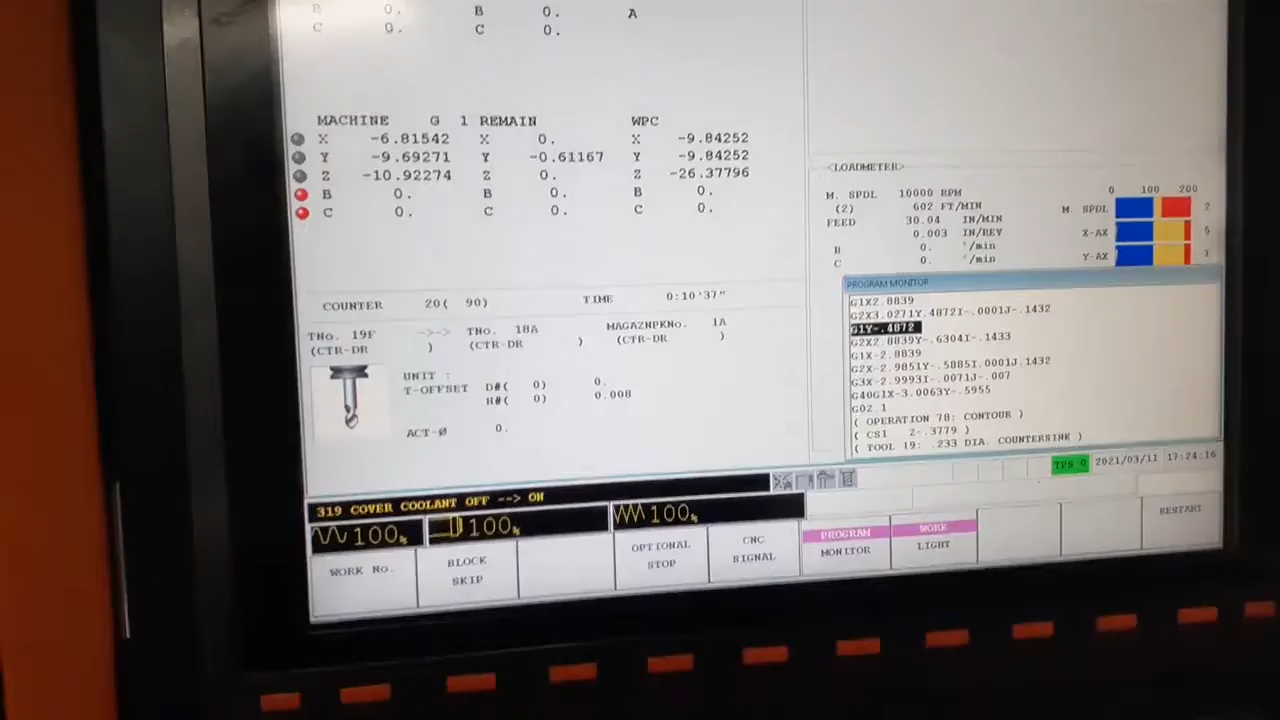 B 0. B 0. A
C 0. C 0.
MACHINE G 1 REMAIN WPC
X -6.81542 X 0. X -9.84252
Y -9.69271 Y -0.61167 Y -9.84252
Z -10.92274 Z 0. Z -26.37796
B 0. B 0. B 0.
C 0. C 0. C 0.
<LOADMETER>
0 100 200
M. SPDL 10000 RPM
(2) 602 FT/MIN
FEED 30.04 IN/MIN
0.003 IN/REV
B 0. °/min
C 0. °/min
M. SPDL 2
X-AX
Y-AX
COUNTER 20( 90) TIME 0:10'37"
TNo. 19F ->-> TNo. 18A MAGAZNPKNo. 1A
(CTR-DR ) (CTR-DR ) (CTR-DR )
UNIT :
T-OFFSET D#( 0) 0.
H#( 0) 0.008
ACT-Ø 0.
PROGRAM MONITOR
G1X2.8839
G2X3.0271Y.4872I-.0001J-.1432
G1Y-.4872
G2X2.8839Y-.6304I-.1433
G1X-2.8839
G2X-2.9851Y-.5885I.0001J.1432
G3X-2.9993I-.0071J-.007
G40G1X-3.0063Y-.5955
G02.1
( OPERATION 78: CONTOUR )
( CS1 Z-.3779 )
( TOOL 19: .233 DIA. COUNTERSINK )
TPS 0 2021/03/11 17:24:16
319 COVER COOLANT OFF --> ON
100% 100% 100%
WORK No.
BLOCK
SKIP
OPTIONAL
STOP
CNC
SIGNAL
PROGRAM
MONITOR
WORK
LIGHT
RESTART